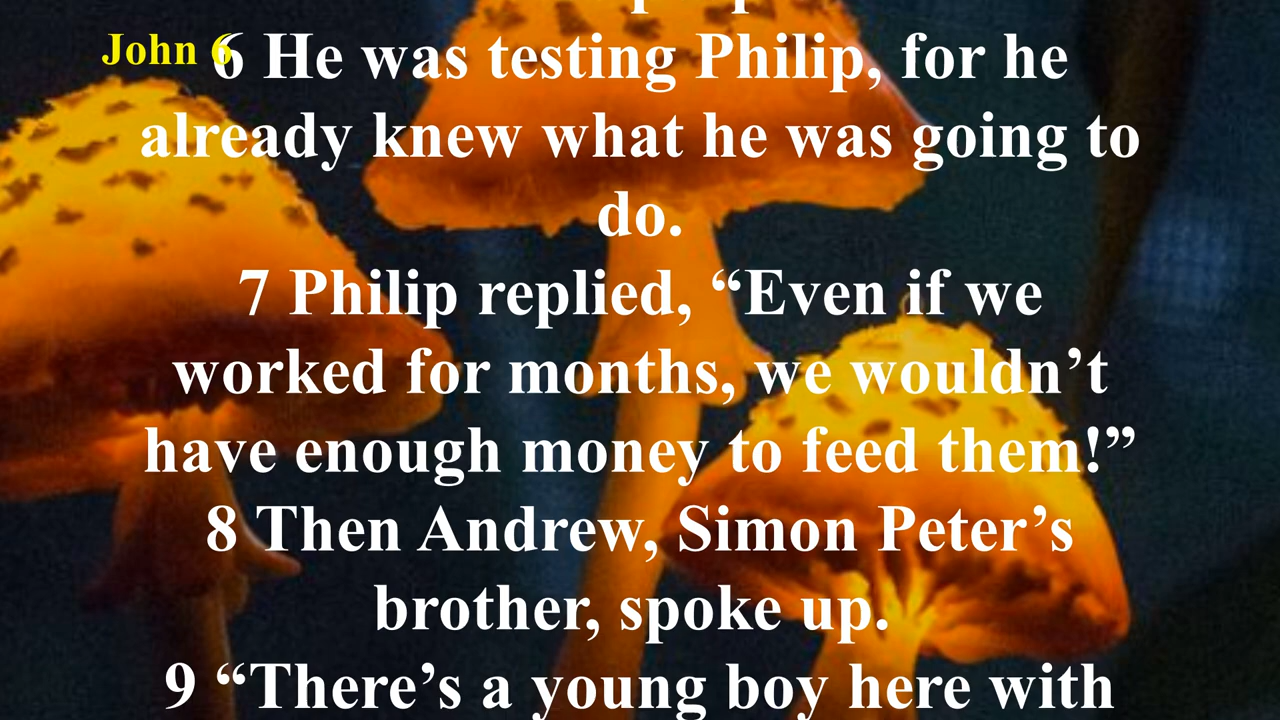 John 6
6 He was testing Philip, for he
already knew what he was going to
do.
7 Philip replied, “Even if we
worked for months, we wouldn’t
have enough money to feed them!”
8 Then Andrew, Simon Peter’s
brother, spoke up.
9 “There’s a young boy here with